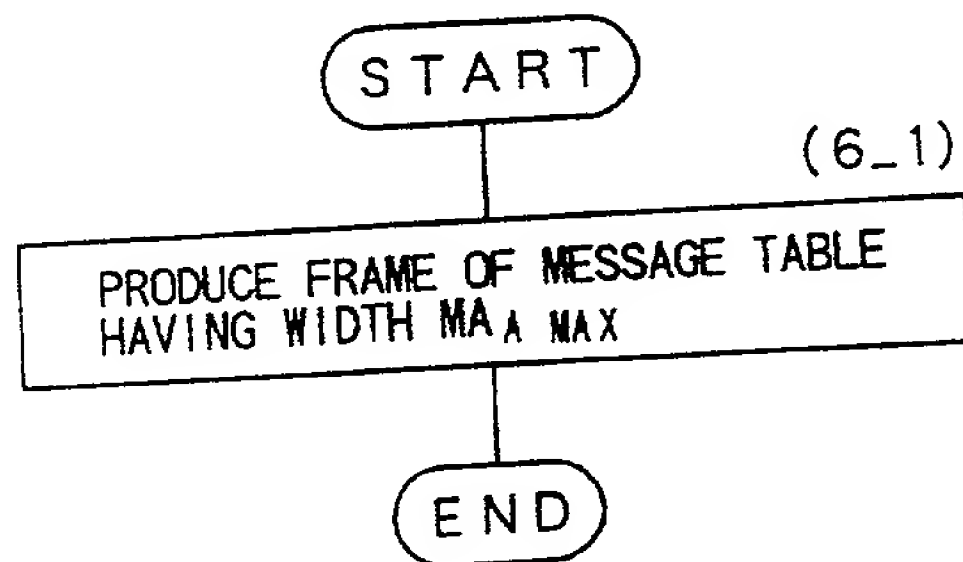 START
(6_1)
PRODUCE FRAME OF MESSAGE TABLE
HAVING WIDTH MA A MAX
END